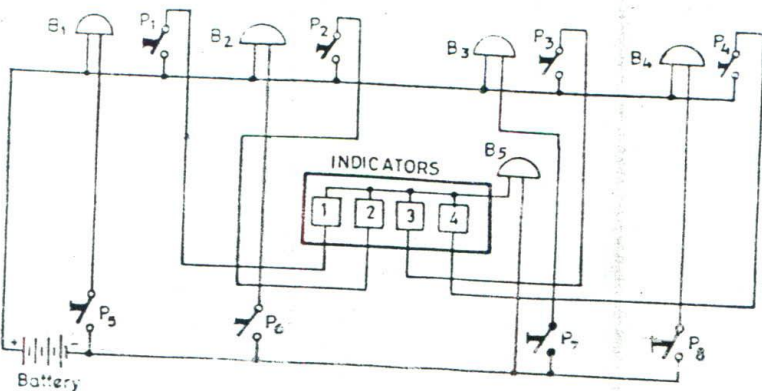 B1 P1 B2 P2 B3 P3 B4 P4
B5
INDICATORS
1 2 3 4
P5 P6 P7 P8
+ -
Battery